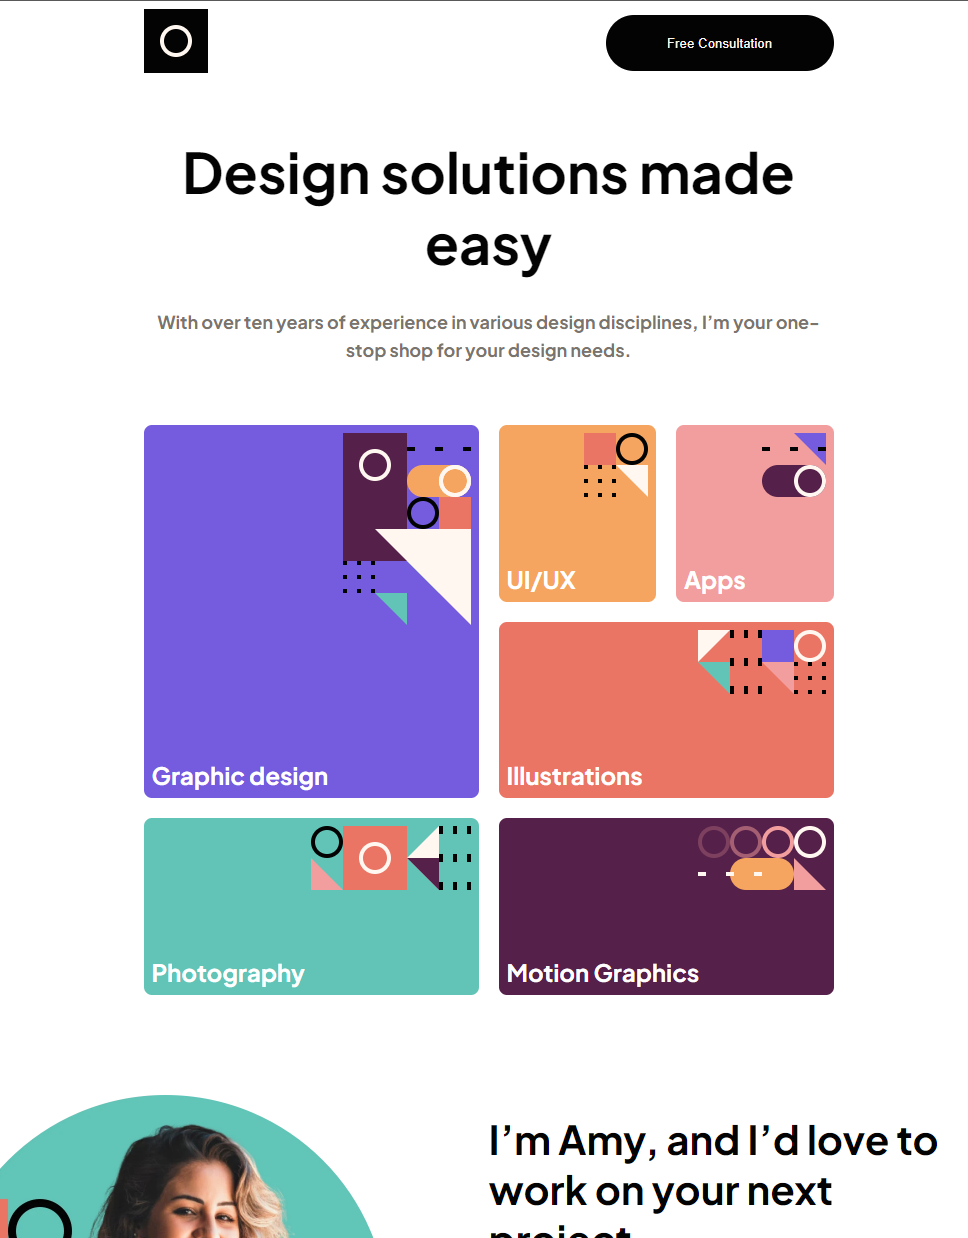 Free Consultation
Design solutions made
easy
With over ten years of experience in various design disciplines, I’m your one-
stop shop for your design needs.
Graphic design
UI/UX
Apps
Illustrations
Photography
Motion Graphics
I’m Amy, and I’d love to
work on your next
project